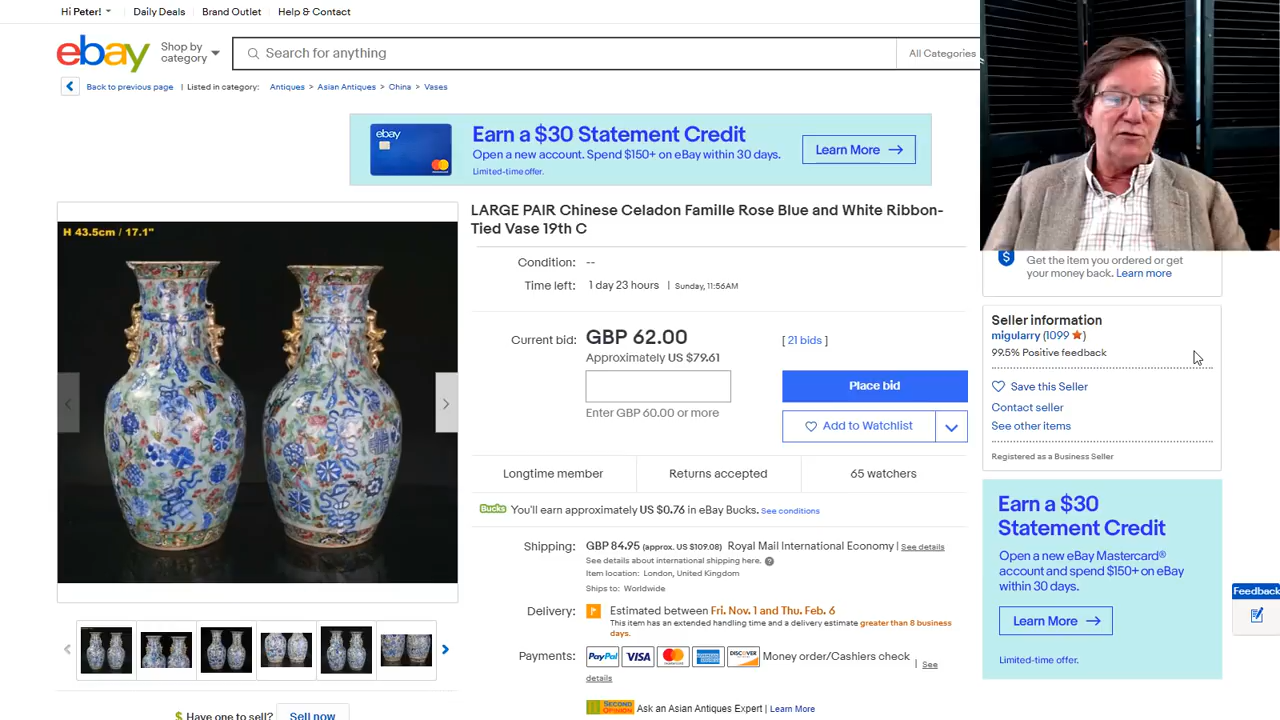 Hi Peter!
Daily Deals
Brand Outlet
Help & Contact
ebay
Shop by
category
Search for anything
All Categories
Back to previous page
Listed in category:
Antiques > Asian Antiques > China > Vases
ebay
Earn a $30 Statement Credit
Open a new account. Spend $150+ on eBay within 30 days.
Limited-time offer.
Learn More
H 43.5cm / 17.1"
LARGE PAIR Chinese Celadon Famille Rose Blue and White Ribbon-
Tied Vase 19th C
Condition: --
Time left: 1 day 23 hours | Sunday, 11:56AM
Current bid: GBP 62.00
[ 21 bids ]
Approximately US $79.61
Place bid
Enter GBP 60.00 or more
Add to Watchlist
Longtime member
Returns accepted
65 watchers
Bucks You'll earn approximately US $0.76 in eBay Bucks. See conditions
Shipping: GBP 84.95 (approx. US $109.08) Royal Mail International Economy | See details
See details about international shipping here.
Item location: London, United Kingdom
Ships to: Worldwide
Delivery: Estimated between Fri. Nov. 1 and Thu. Feb. 6
This item has an extended handling time and a delivery estimate greater than 8 business
days.
Payments: PayPal VISA DISCOVER Money order/Cashiers check | See
details
SECOND OPINION Ask an Asian Antiques Expert | Learn More
$ Have one to sell? Sell now
Get the item you ordered or get
your money back. Learn more
Seller information
migularry (1099)
99.5% Positive feedback
Save this Seller
Contact seller
See other items
Registered as a Business Seller
Earn a $30
Statement Credit
Open a new eBay Mastercard®
account and spend $150+ on eBay
within 30 days.
Learn More
Limited-time offer.
Feedback